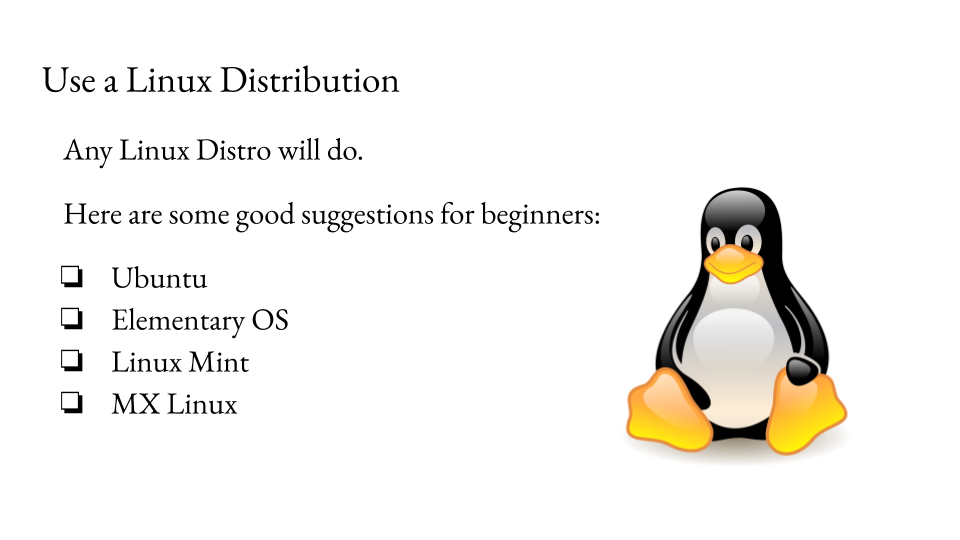 Use a Linux Distribution
Any Linux Distro will do.
Here are some good suggestions for beginners:
❏ Ubuntu
❏ Elementary OS
❏ Linux Mint
❏ MX Linux